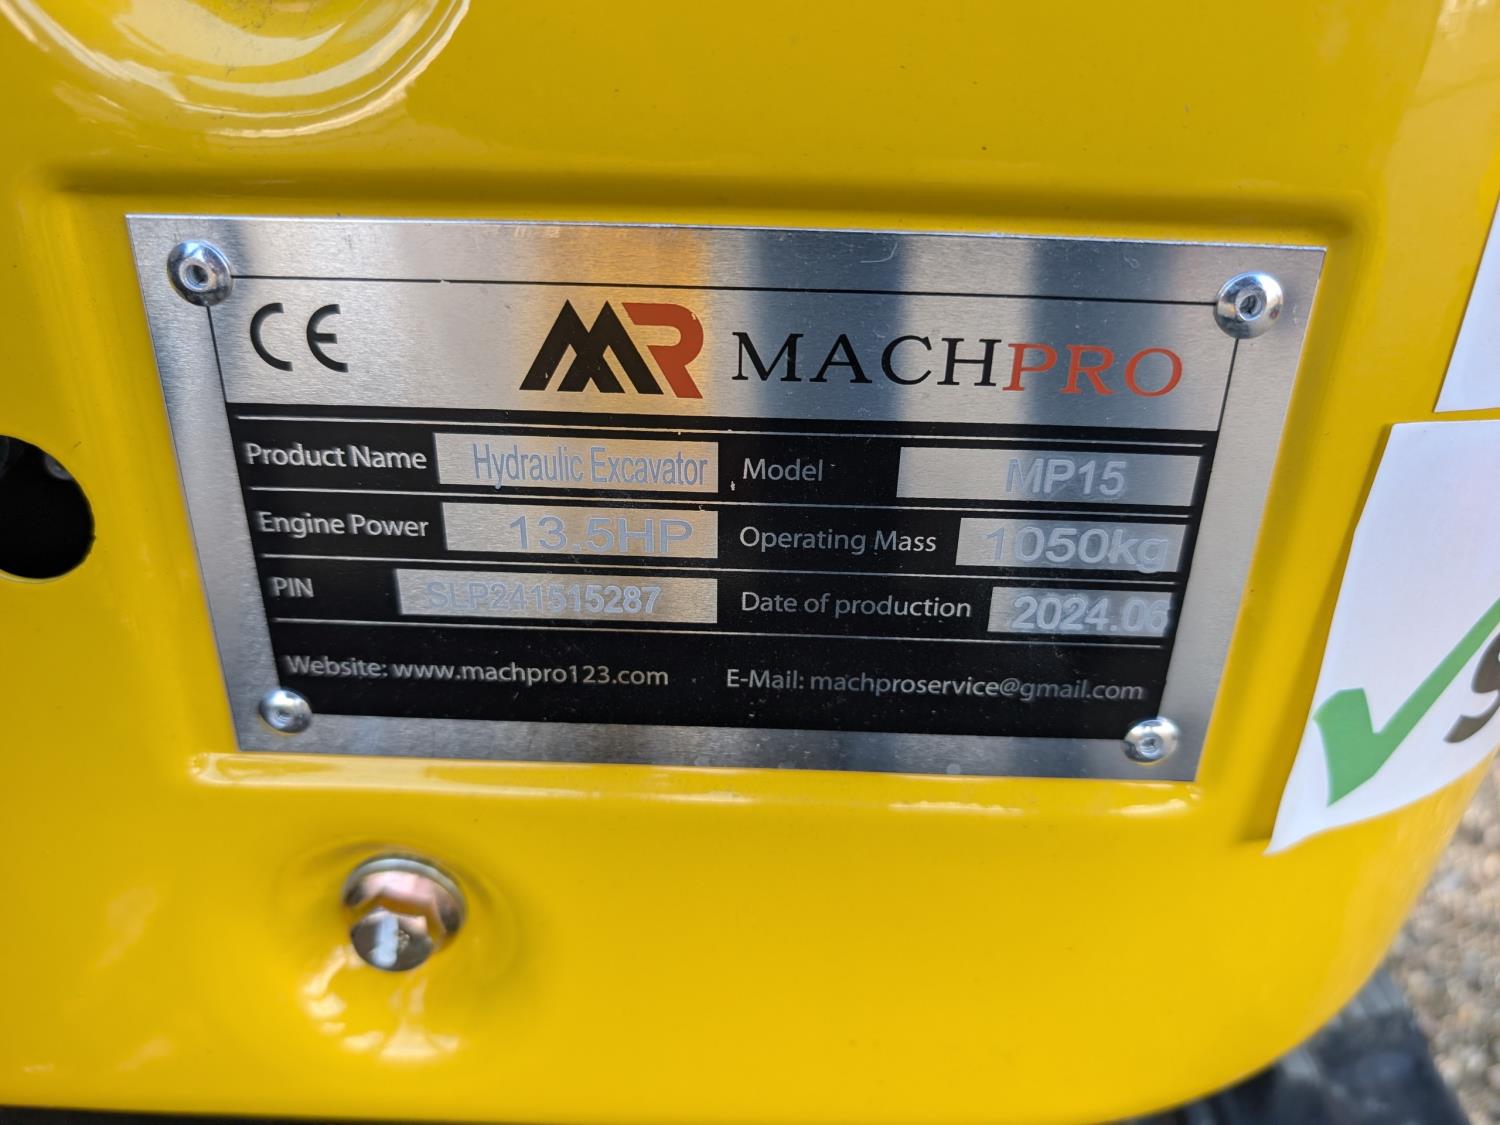 CE MR MACHPRO
Product Name Hydraulic Excavator Model MP15
Engine Power 13.5HP Operating Mass 1050kg
PIN SLP241515287 Date of production 2024.06
Website: www.machpro123.com E-Mail: machproservice@gmail.com